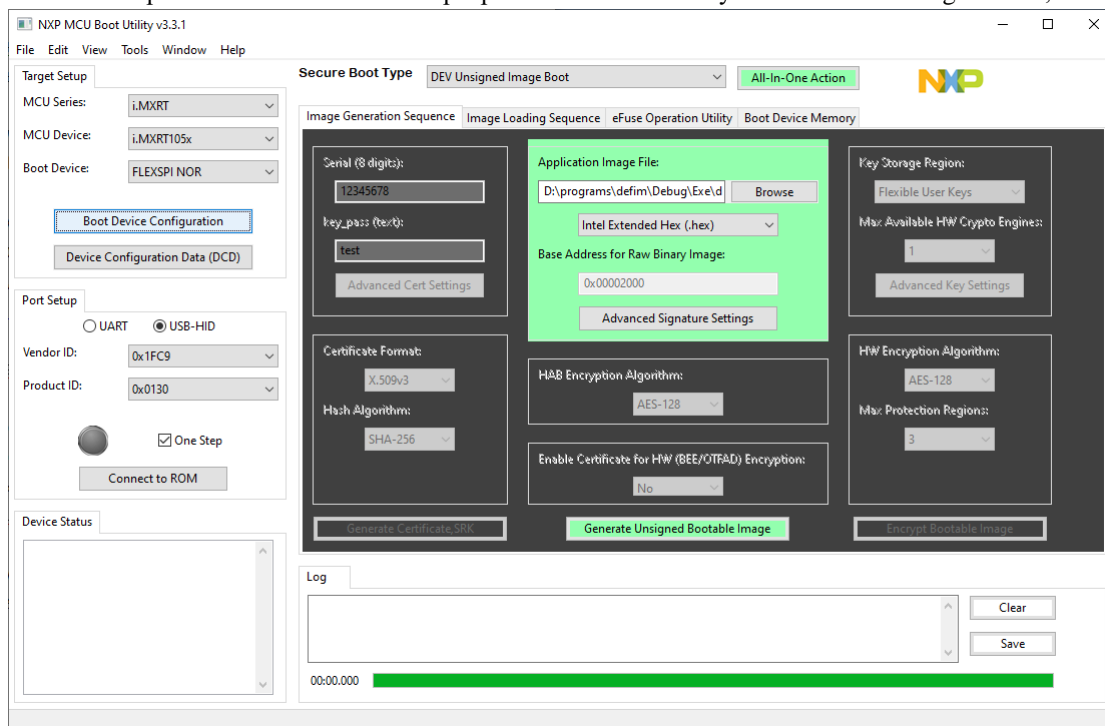 NXP MCU Boot Utility v3.3.1
File Edit View Tools Window Help
Target Setup
MCU Series: i.MXRT
MCU Device: i.MXRT105x
Boot Device: FLEXSPI NOR
Boot Device Configuration
Device Configuration Data (DCD)
Port Setup
UART USB-HID
Vendor ID: 0x1FC9
Product ID: 0x0130
One Step
Connect to ROM
Device Status
Secure Boot Type DEV Unsigned Image Boot All-In-One Action
NXP
Image Generation Sequence Image Loading Sequence eFuse Operation Utility Boot Device Memory
Serial (8 digits):
12345678
key_pass (text):
test
Advanced Cert Settings
Certificate Format:
X.509v3
Hash Algorithm:
SHA-256
Generate Certificate,SRK
Application Image File:
D:\programs\defim\Debug\Exe\d Browse
Intel Extended Hex (.hex)
Base Address for Raw Binary Image:
0x00002000
Advanced Signature Settings
HAB Encryption Algorithm:
AES-128
Enable Certificate for HW (BEE/OTFAD) Encryption:
No
Generate Unsigned Bootable Image
Key Storage Region:
Flexible User Keys
Max Available HW Crypto Engines:
1
Advanced Key Settings
HW Encryption Algorithm:
AES-128
Max Protection Regions:
3
Encrypt Bootable Image
Log
Clear
Save
00:00.000